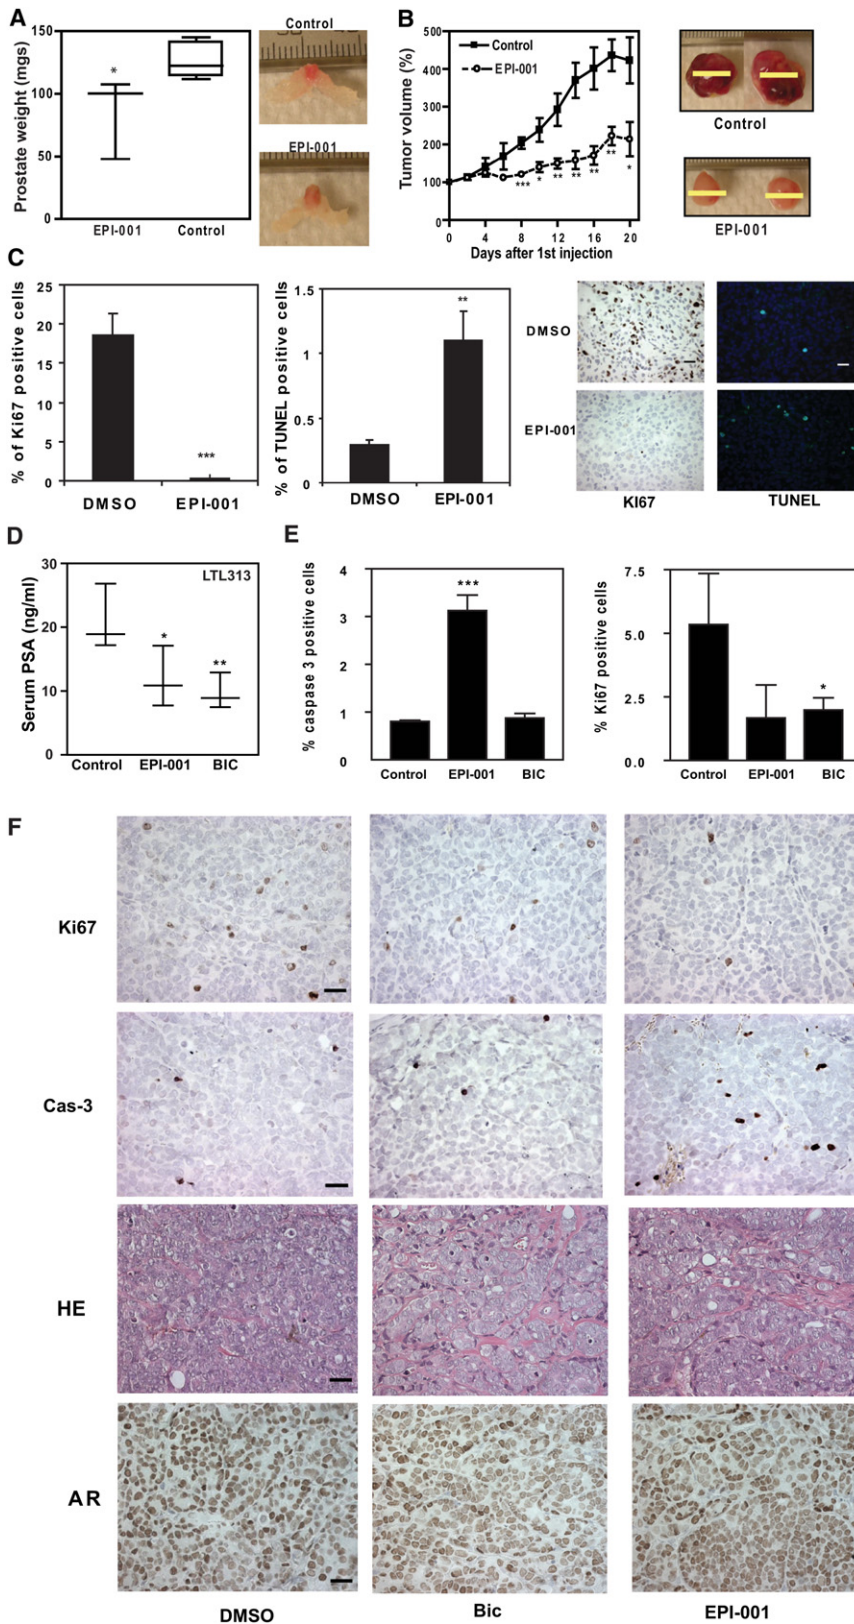 A
Prostate weight (mgs)
150
100
50
0
*
EPI-001
Control
Control
EPI-001
B
Tumor volume (%)
500
400
300
200
100
0
Control
EPI-001
*** * ** ** ** ** *
0 4 8 12 16 20
Days after 1st injection
Control
EPI-001
C
% of Ki67 positive cells
25
20
15
10
5
0
***
DMSO
EPI-001
% of TUNEL positive cells
1.5
1
0.5
0
**
DMSO
EPI-001
DMSO
EPI-001
KI67
TUNEL
D
Serum PSA (ng/ml)
30
20
10
0
LTL313
*
**
Control
EPI-001
BIC
E
% caspase 3 positive cells
4
3
2
1
0
***
Control
EPI-001
BIC
% Ki67 positive cells
7.5
5.0
2.5
0.0
*
Control
EPI-001
BIC
F
Ki67
Cas-3
HE
AR
DMSO
Bic
EPI-001